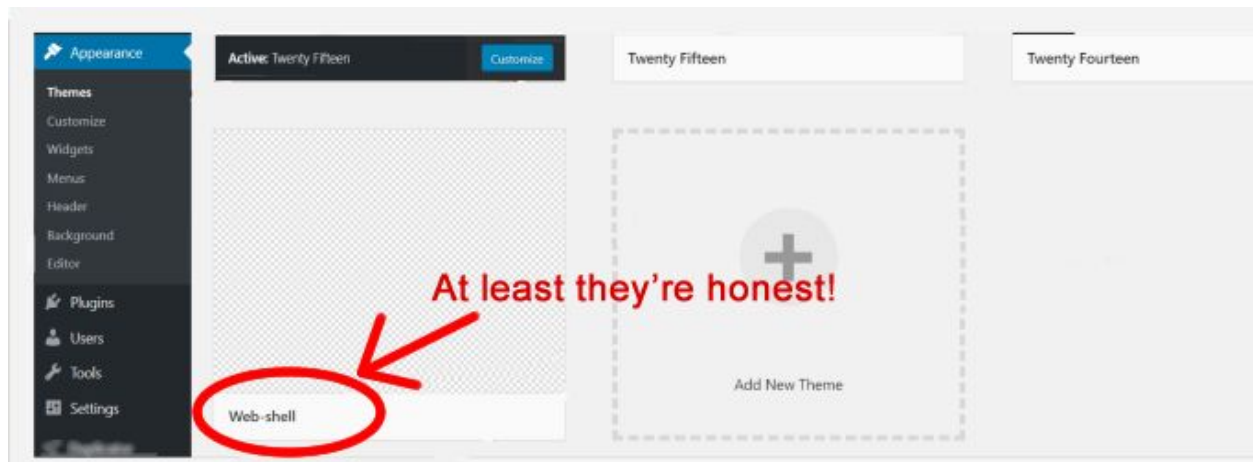 Appearance
Active: Twenty Fifteen
Customize
Twenty Fifteen
Twenty Fourteen
Themes
Customize
Widgets
Menus
Header
Background
Editor
Plugins
Users
Tools
Settings
At least they're honest!
Add New Theme
Web-shell